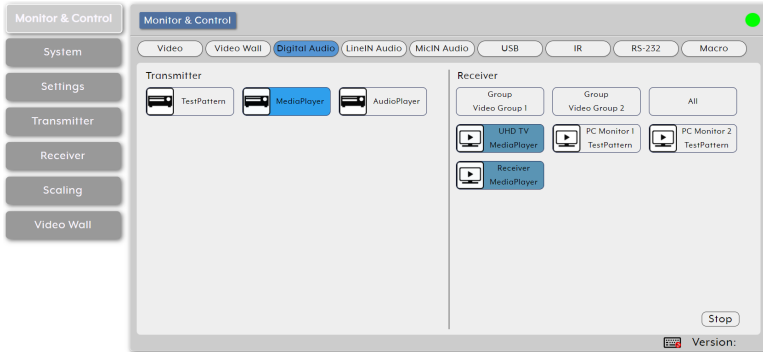 Monitor & Control
System
Settings
Transmitter
Receiver
Scaling
Video Wall
Monitor & Control
Video
Video Wall
Digital Audio
LineIN Audio
MicIN Audio
USB
IR
RS-232
Macro
Transmitter
TestPattern
MediaPlayer
AudioPlayer
Receiver
Group
Video Group 1
Group
Video Group 2
All
UHD TV
MediaPlayer
PC Monitor 1
TestPattern
PC Monitor 2
TestPattern
Receiver
MediaPlayer
Stop
Version: